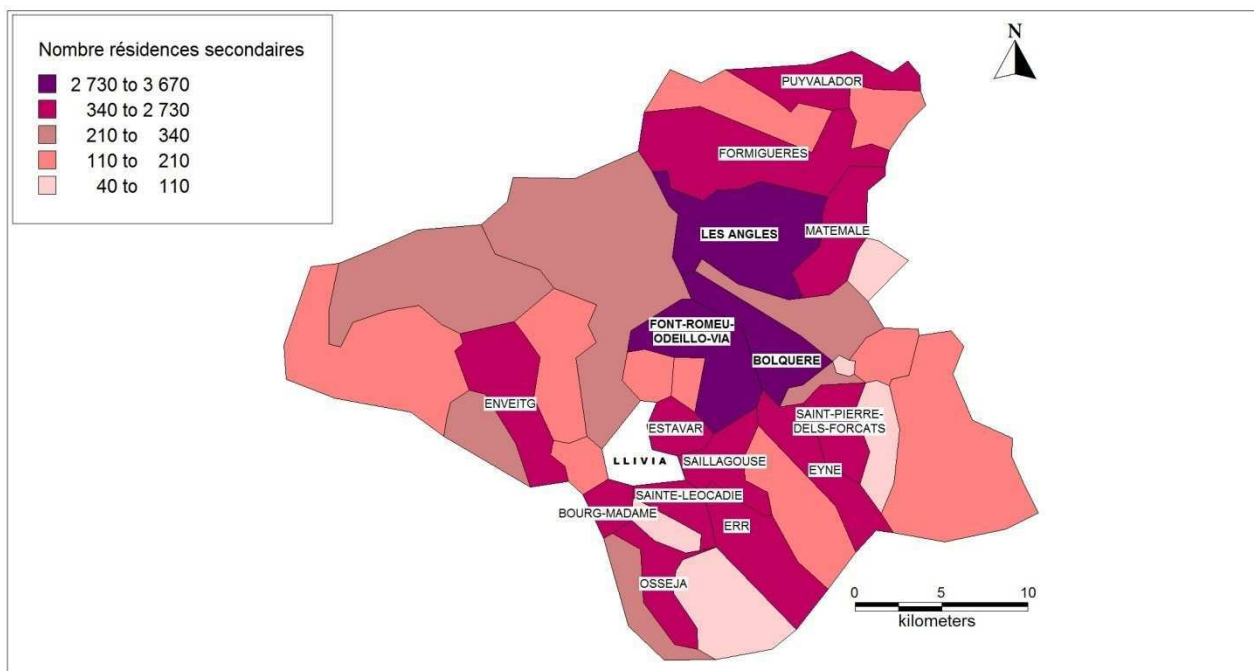 Nombre résidences secondaires
2 730 to 3 670
340 to 2 730
210 to 340
110 to 210
40 to 110
N
PUYVALADOR
FORMIGUERES
LES ANGLES
MATEMALE
FONT-ROMEU-
ODEILLO-VIA
BOLQUERE
ENVEITG
SAINT-PIERRE-
DELS-FORCATS
ESTAVAR
LLIVIA
SAILLAGOUSE
EYNE
SAINTE-LEOCADIE
BOURG-MADAME
ERR
OSSEJA
0 5 10
kilometers